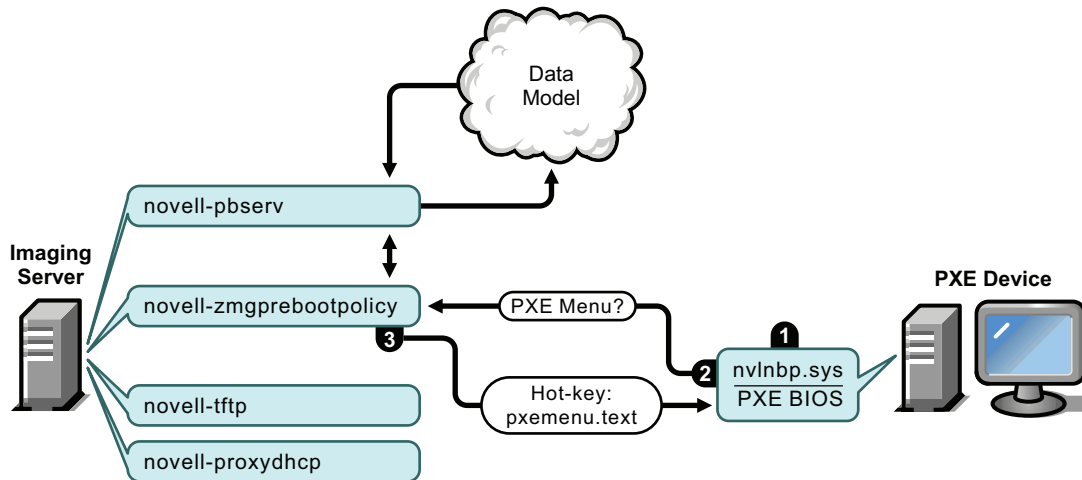 Data
Model
novell-pbserv
Imaging
Server
novell-zmgprebootpolicy
PXE Menu?
PXE Device
3
1
2
nvlnbp.sys
PXE BIOS
Hot-key:
pxemenu.text
novell-tftp
novell-proxydhcp